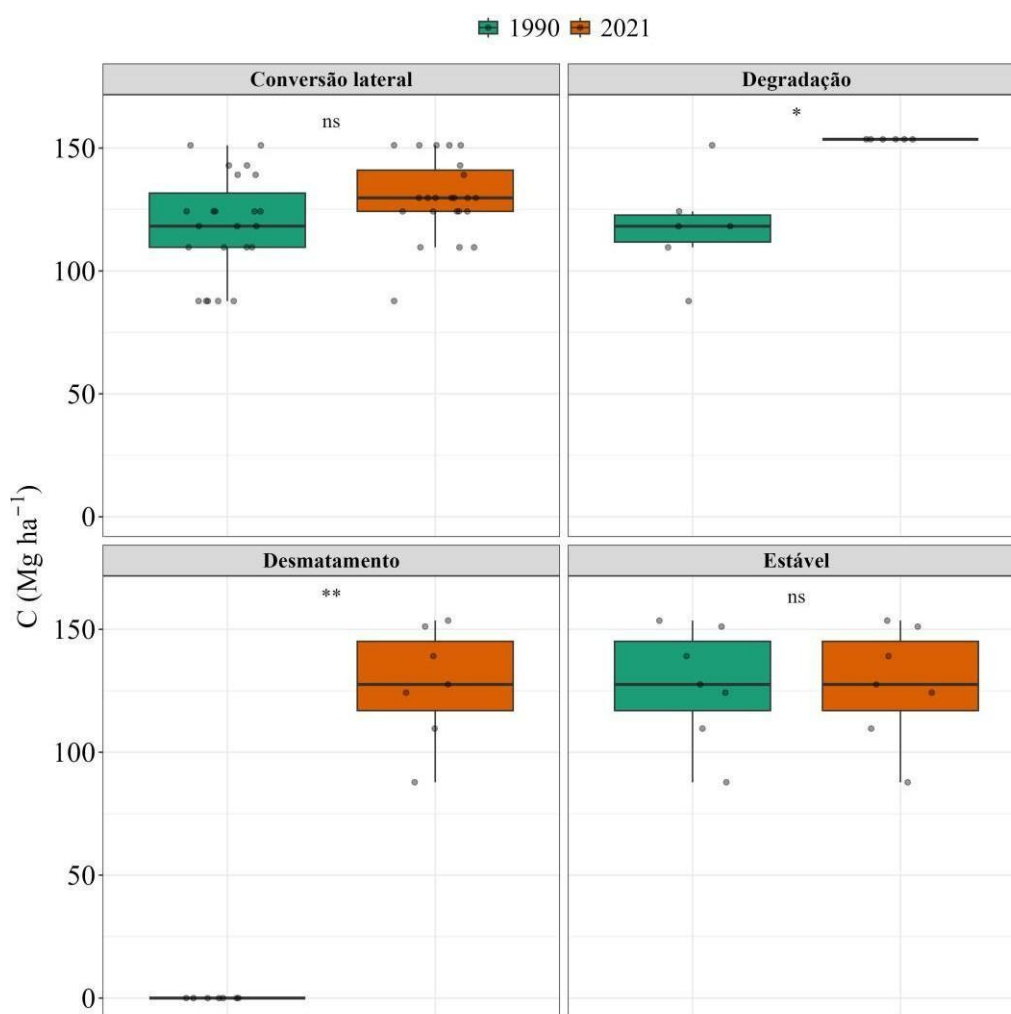 1990 2021
Conversão lateral
Degradação
ns
*
150
100
50
0
C (Mg ha⁻¹)
Desmatamento
Estável
**
ns
150
100
50
0